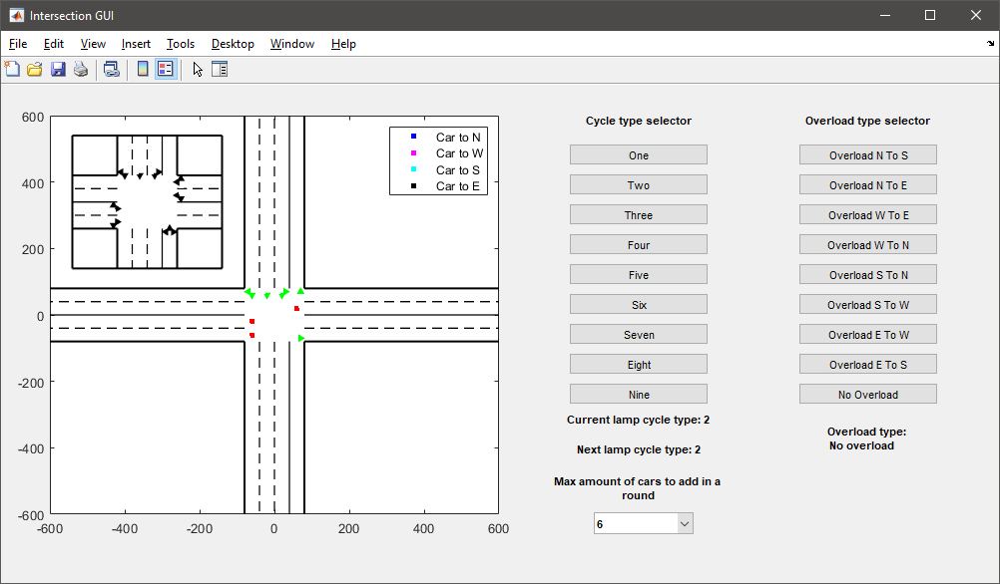 Intersection GUI
File Edit View Insert Tools Desktop Window Help
600
400
200
0
-200
-400
-600
-600 -400 -200 0 200 400 600
Car to N
Car to W
Car to S
Car to E
Cycle type selector
One
Two
Three
Four
Five
Six
Seven
Eight
Nine
Current lamp cycle type: 2
Next lamp cycle type: 2
Max amount of cars to add in a
round
6
Overload type selector
Overload N To S
Overload N To E
Overload W To E
Overload W To N
Overload S To N
Overload S To W
Overload E To W
Overload E To S
No Overload
Overload type:
No overload